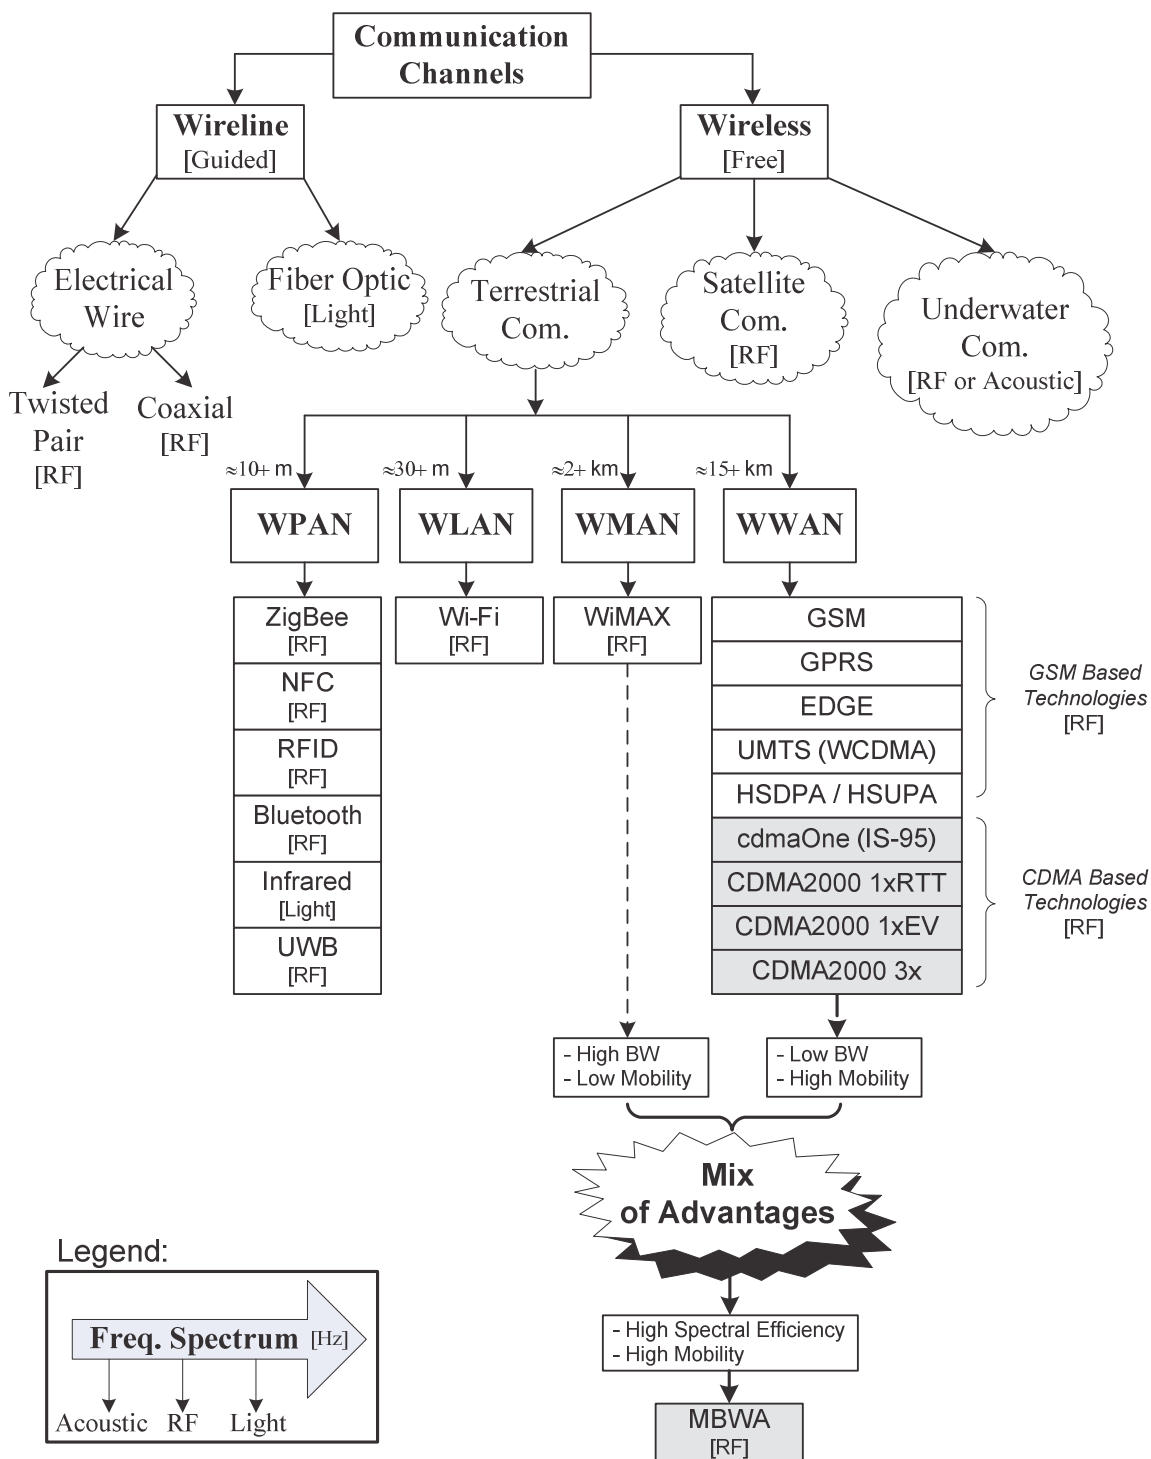 Communication
Channels
Wireline
[Guided]
Wireless
[Free]
Electrical
Wire
Fiber Optic
[Light]
Terrestrial
Com.
Satellite
Com.
[RF]
Underwater
Com.
[RF or Acoustic]
Twisted
Pair
[RF]
Coaxial
[RF]
≈10+ m
≈30+ m
≈2+ km
≈15+ km
WPAN
WLAN
WMAN
WWAN
ZigBee
[RF]
NFC
[RF]
RFID
[RF]
Bluetooth
[RF]
Infrared
[Light]
UWB
[RF]
Wi-Fi
[RF]
WiMAX
[RF]
GSM
GPRS
EDGE
UMTS (WCDMA)
HSDPA / HSUPA
cdmaOne (IS-95)
CDMA2000 1xRTT
CDMA2000 1xEV
CDMA2000 3x
GSM Based
Technologies
[RF]
CDMA Based
Technologies
[RF]
- High BW
- Low Mobility
- Low BW
- High Mobility
Mix
of Advantages
- High Spectral Efficiency
- High Mobility
MBWA
[RF]
Legend:
Freq. Spectrum [Hz]
Acoustic RF Light